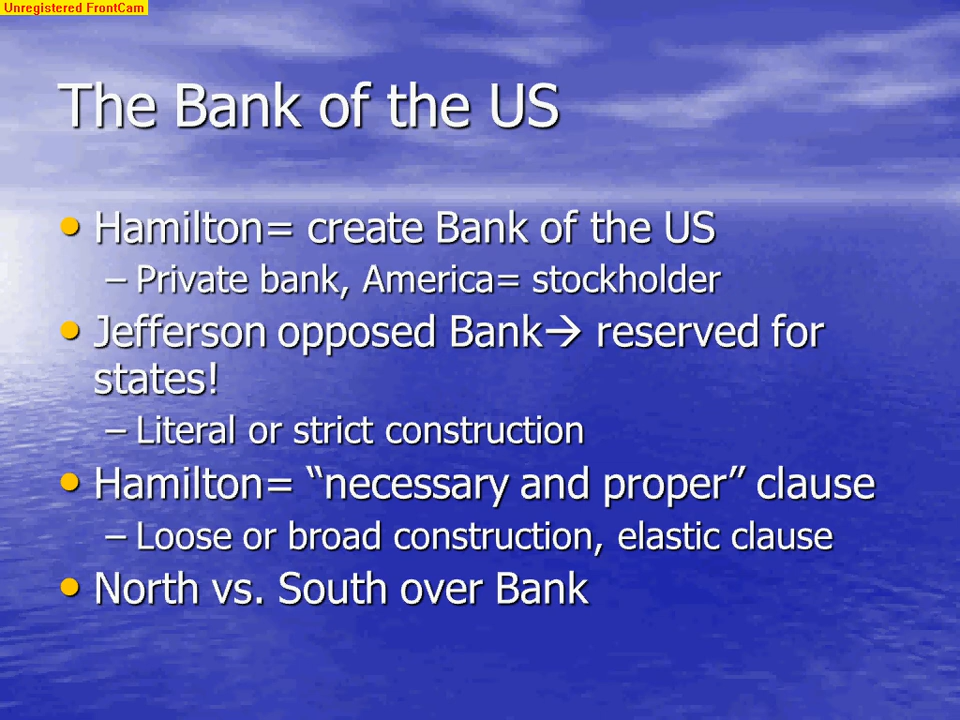 Unregistered FrontCam
The Bank of the US
• Hamilton= create Bank of the US
– Private bank, America= stockholder
• Jefferson opposed Bank→ reserved for
states!
– Literal or strict construction
• Hamilton= “necessary and proper” clause
– Loose or broad construction, elastic clause
• North vs. South over Bank